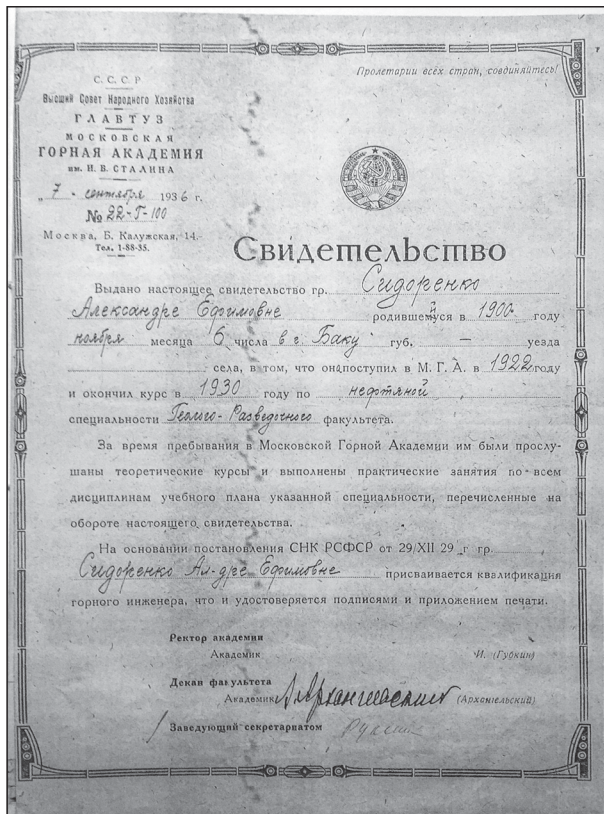 Пролетарии всех стран, соединяйтесь!
С. С. С. Р
Высший Совет Народного Хозяйства
ГЛАВТУЗ
МОСКОВСКАЯ
ГОРНАЯ АКАДЕМИЯ
им. И. В. СТАЛИНА
„ 7 - сентября 1936 г.
№ 22-Г-100
Москва, Б. Калужская, 14.
Тел. 1-88-35.
Свидетельство
Выдано настоящее свидетельство гр. Сидоренко
Александре Ефимовне родившемуся в 1900 году
ноября месяца 6 числа в г. Баку губ, — уезда
села, в том, что он поступил в М. Г. А. в 1922 году
и окончил курс в 1930 году по нефтяной
специальности Геолого-Разведочного факультета.
За время пребывания в Московской Горной Академии им были прослу-
шаны теоретические курсы и выполнены практические занятия по всем
дисциплинам учебного плана указанной специальности, перечисленные на
обороте настоящего свидетельства.
На основании постановления СНК РСФСР от 29/XII 29 г гр.
Сидоренко Ал-дре Ефимовне присваивается квалификация
горного инженера, что и удостоверяется подписями и приложением печати.
Ректор академии
Академик И. (Губкин)
Декан факультета
Академик А Архангельский (Архангельский)
Заведующий секретариатом